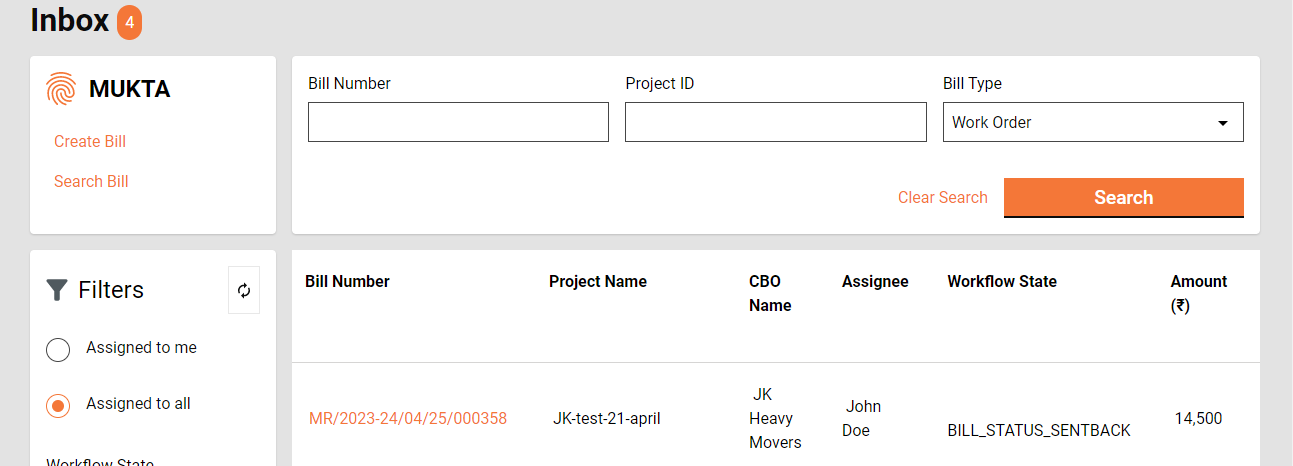 Inbox 4
MUKTA
Create Bill
Search Bill
Bill Number Project ID Bill Type
Work Order
Clear Search Search
Filters
Assigned to me
Assigned to all
Workflow State
Bill Number Project Name CBO Name Assignee Workflow State Amount (₹)
MR/2023-24/04/25/000358 JK-test-21-april JK Heavy Movers John Doe BILL_STATUS_SENTBACK 14,500